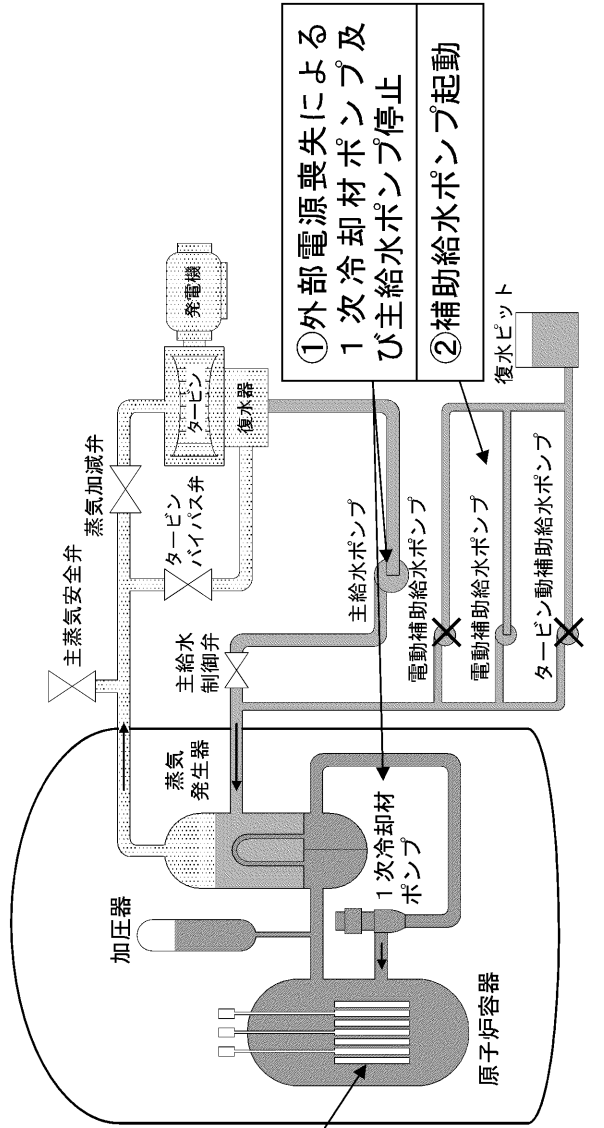 ①外部電源喪失による
１次冷却材ポンプ及
び主給水ポンプ停止
②補助給水ポンプ起動
発電機
タービン
復水器
蒸気加減弁
タービン
バイパス弁
主蒸気安全弁
主給水ポンプ
主給水
制御弁
電動補助給水ポンプ
電動補助給水ポンプ
タービン動補助給水ポンプ
復水ピット
蒸気
発生器
１次冷却材
ポンプ
加圧器
原子炉容器